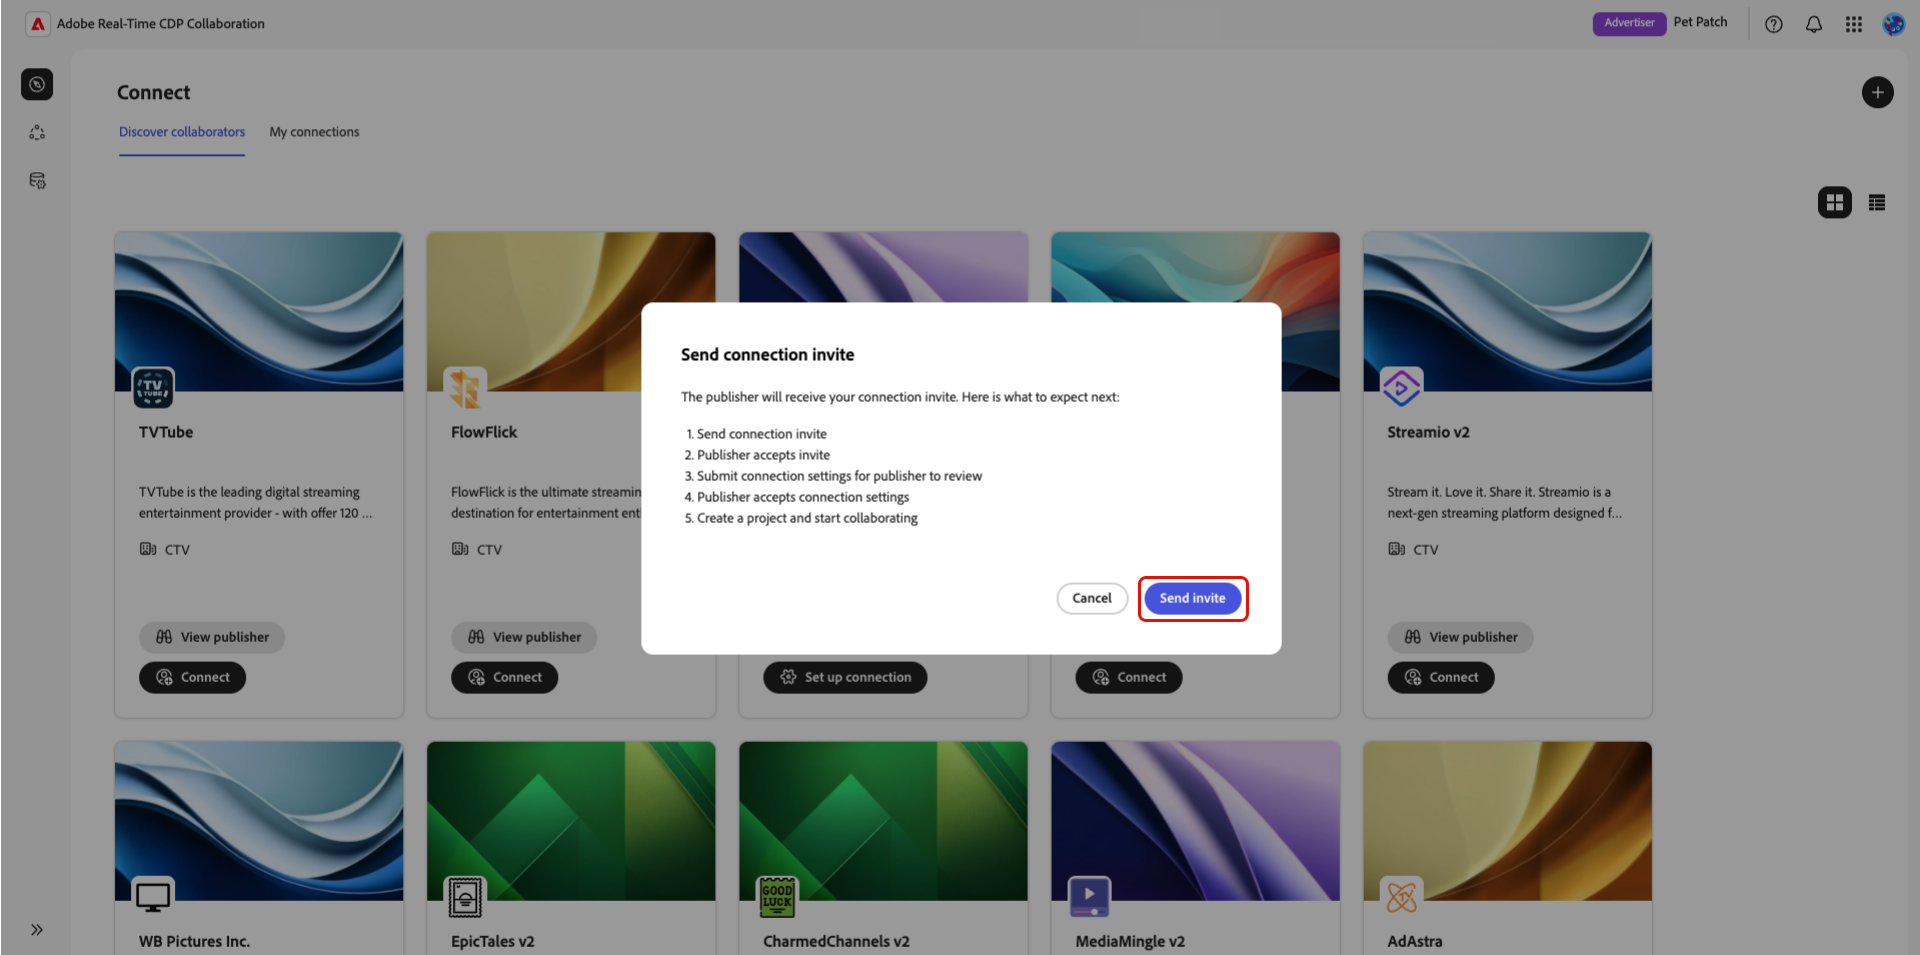 Adobe Real-Time CDP Collaboration
Advertiser
Pet Patch
Connect
Discover collaborators
My connections
Send connection invite
The publisher will receive your connection invite. Here is what to expect next:
1. Send connection invite
2. Publisher accepts invite
3. Submit connection settings for publisher to review
4. Publisher accepts connection settings
5. Create a project and start collaborating
Cancel
Send invite
TV
TUBE
TVTube
TVTube is the leading digital streaming
entertainment provider - with offer 120 ...
CTV
View publisher
Connect
FlowFlick
FlowFlick is the ultimate
destination for entertainment
CTV
View publisher
Connect
Set up connection
Connect
Streamio v2
Stream it. Love it. Share it. Streamio is a
next-gen streaming platform designed f...
CTV
View publisher
Connect
WB Pictures Inc.
EpicTales v2
GOOD
LUCK
CharmedChannels v2
MediaMingle v2
AdAstra